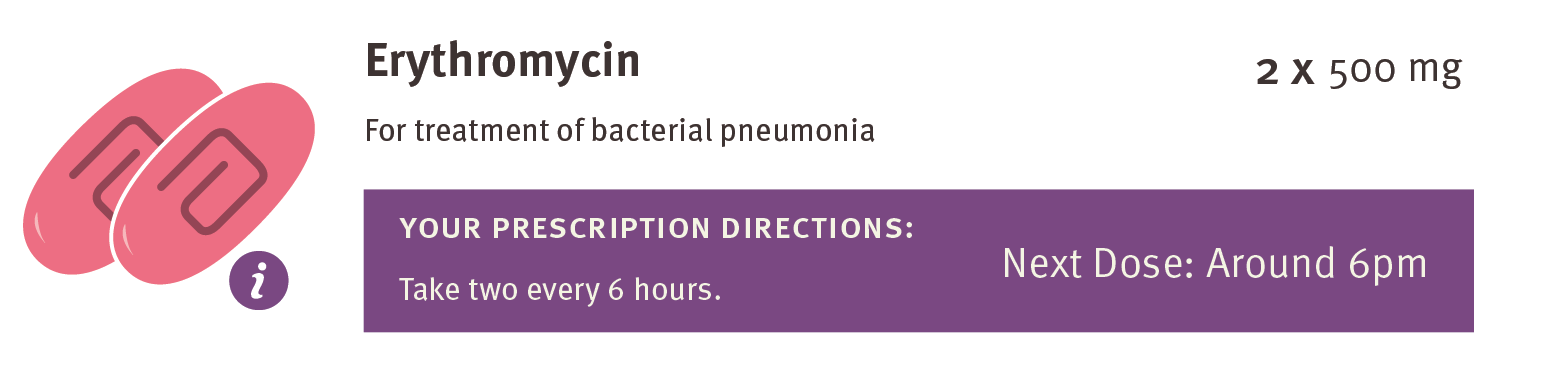 Erythromycin
2 x 500 mg
For treatment of bacterial pneumonia
YOUR PRESCRIPTION DIRECTIONS:
Take two every 6 hours.
Next Dose: Around 6pm
i